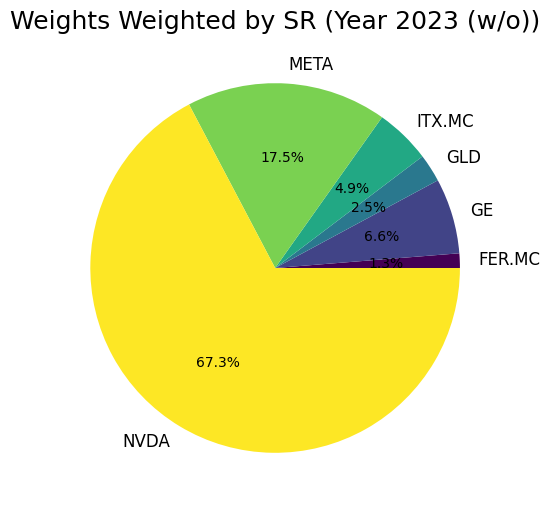 Weights Weighted by SR (Year 2023 (w/o))
META
ITX.MC
GLD
GE
FER.MC
NVDA
17.5%
4.9%
2.5%
6.6%
1.3%
67.3%